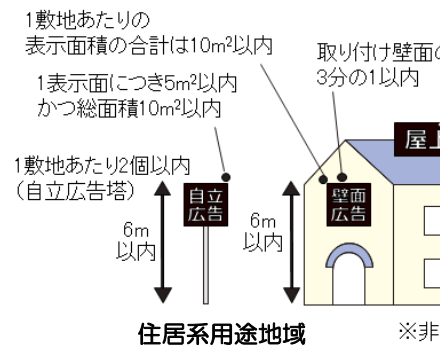 1敷地あたりの
表示面積の合計は10m²以内
取り付け壁面の
3分の1以内
1表示面につき5m²以内
かつ総面積10m²以内
屋上
1敷地あたり2個以内
（自立広告塔）
自立
広告
壁面
広告
6m
以内
6m
以内
住居系用途地域
※非